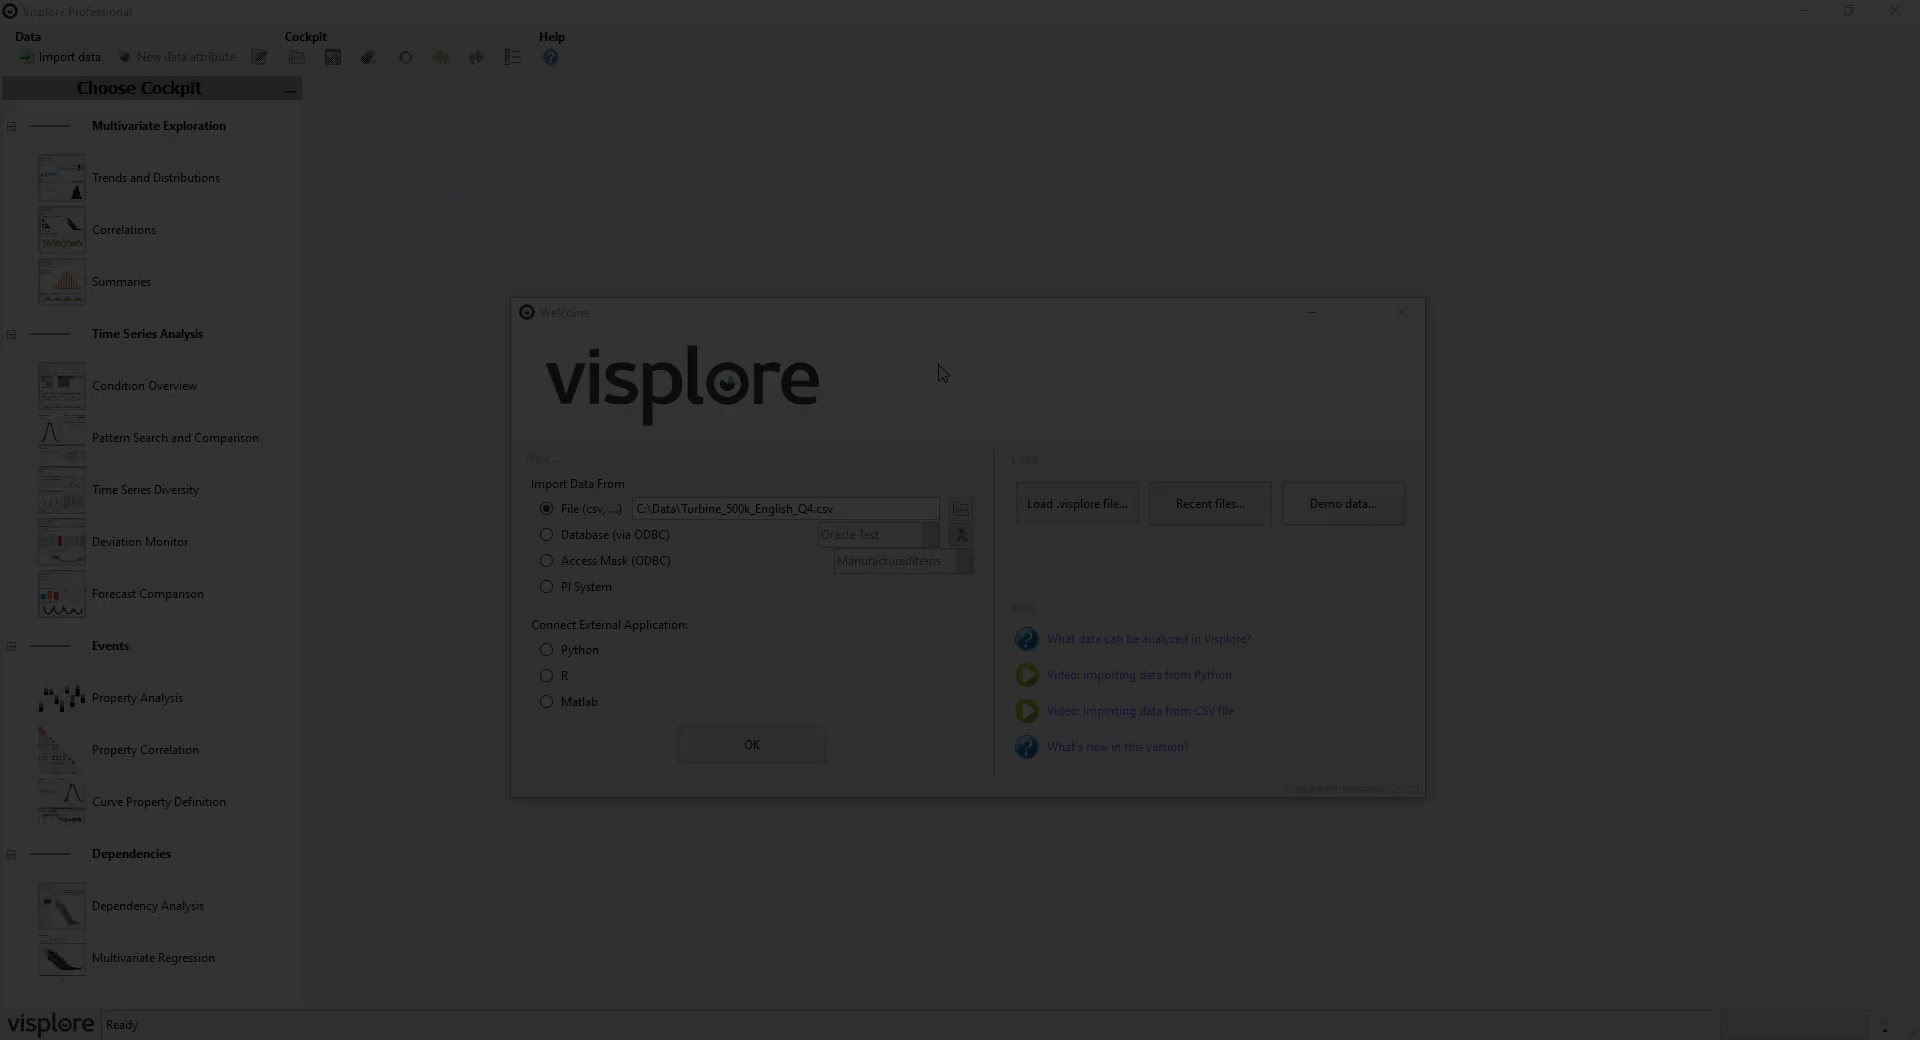 Visplore Professional
Data
Cockpit
Help
Import data
New data attribute
Choose Cockpit
Multivariate Exploration
Trends and Distributions
Correlations
Summaries
Time Series Analysis
Condition Overview
Pattern Search and Comparison
Time Series Diversity
Deviation Monitor
Forecast Comparison
Events
Property Analysis
Property Correlation
Curve Property Definition
Dependencies
Dependency Analysis
Multivariate Regression
Welcome
visplore
New...
Import Data From
File (csv, ...) C:\Data\Turbine_500k_English_Q4.csv
Database (via ODBC) Oracle Test
Access Mask (ODBC) ManufacturedItems
PI System
Connect External Application:
Python
R
Matlab
OK
Load...
Load .visplore file...
Recent files...
Demo data...
FAQ
What data can be analyzed in Visplore?
Video: Importing data from Python
Video: Importing data from CSV file
What's new in this version?
visplore
Ready